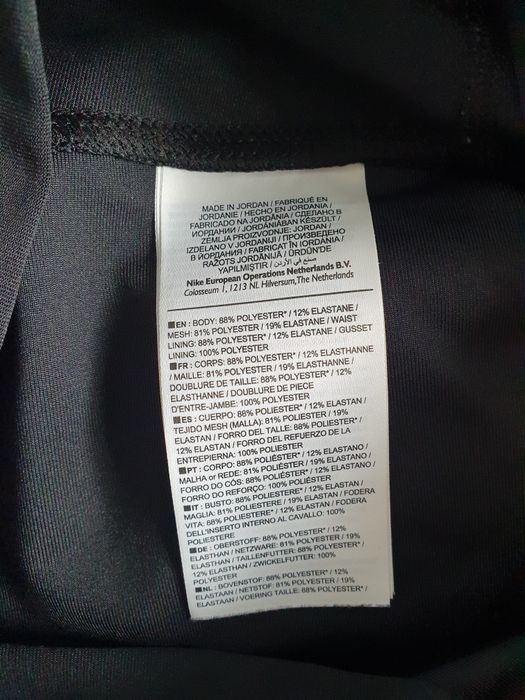 MADE IN JORDAN / FABRIQUÉ EN
JORDANIE / HECHO EN JORDANIA /
FABRICADO NA JORDÂNIA / СДЕЛАНО В
ИОРДАНИИ / JORDÁNIÁBAN KÉSZÜLT /
ZEMLJA PROIZVODNJE: JORDAN /
IZDELANO V JORDANIJI / ПРОИЗВЕДЕНО
В ЙОРДАНИЯ / FABRICAT ÎN IORDANIA /
RAŽOTS JORDĀNIJĀ / ÜRDÜN'DE
YAPILMIŞTIR / صنع في الأردن
Nike European Operations Netherlands B.V.
Colosseum 1, 1213 NL Hilversum, The Netherlands
EN : BODY: 88% POLYESTER* / 12% ELASTANE /
MESH: 81% POLYESTER / 19% ELASTANE / WAIST
LINING: 88% POLYESTER* / 12% ELASTANE / GUSSET
LINING: 100% POLYESTER
FR : CORPS: 88% POLYESTER* / 12% ELASTHANNE
/ MAILLE: 81% POLYESTER / 19% ELASTHANNE /
DOUBLURE DE TAILLE: 88% POLYESTER* / 12%
ELASTHANNE / DOUBLURE DE PIECE
D'ENTRE-JAMBE: 100% POLYESTER
ES : CUERPO: 88% POLIESTER* / 12% ELASTAN /
TEJIDO MESH (MALLA): 81% POLIESTER / 19%
ELASTAN / FORRO DEL TALLE: 88% POLIESTER* /
12% ELASTAN / FORRO DEL REFUERZO DE LA
ENTREPIERNA: 100% POLIESTER
PT : CORPO: 88% POLIÉSTER* / 12% ELASTANO /
MALHA or REDE: 81% POLIÉSTER / 19% ELASTANO /
FORRO DO CÓS: 88% POLIÉSTER* / 12% ELASTANO /
FORRO DO REFORÇO: 100% POLIÉSTER
IT : BUSTO: 88% POLIESTERE* / 12% ELASTAN /
MAGLIA: 81% POLIESTERE / 19% ELASTAN / FODERA
VITA: 88% POLIESTERE* / 12% ELASTAN / FODERA
DELL'INSERTO INTERNO AL CAVALLO: 100%
POLIESTERE
DE : OBERSTOFF: 88% POLYESTER* / 12%
ELASTHAN / NETZWARE: 81% POLYESTER / 19%
ELASTHAN / TAILLENFUTTER: 88% POLYESTER* /
12% ELASTHAN / ZWICKELFUTTER: 100%
POLYESTER
NL : BOVENSTOF: 88% POLYESTER* / 12%
ELASTAAN / NETSTOF: 81% POLYESTER / 19%
ELASTAAN / VOERING TAILLE: 88% POLYESTER* /